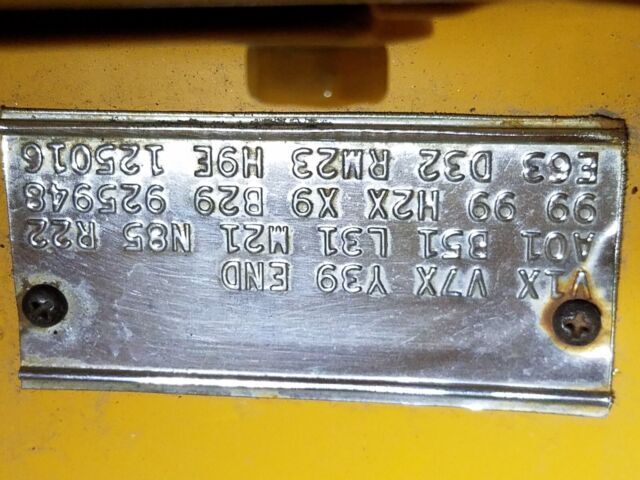 V1X V7X Y39 END
A01 B51 L31 M21 N85 R22
99 99 H2X X9 B29 925948
E63 D32 RM23 H9E 125016